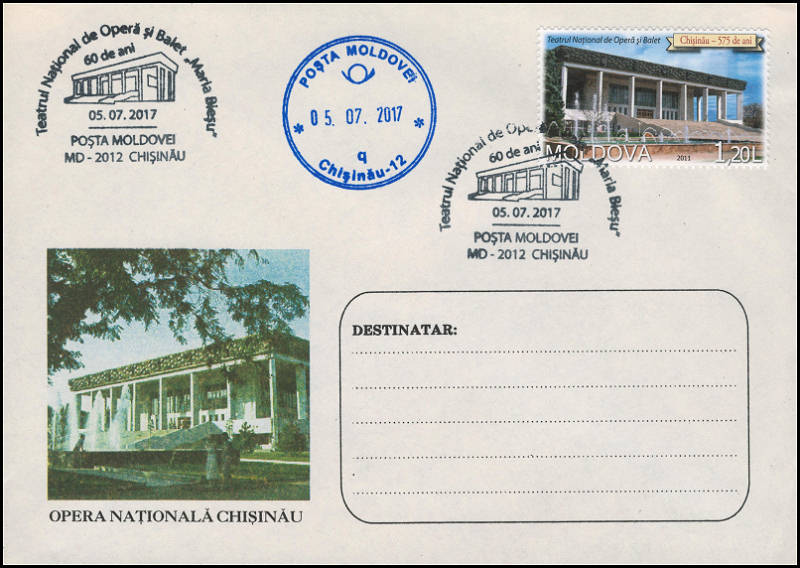 Teatrul Național de Operă și Balet „Maria Bieșu”
60 de ani
05.07.2017
POȘTA MOLDOVEI
MD - 2012 CHIȘINĂU
POȘTA MOLDOVEI
* 05. 07. 2017 *
q
Chișinău-12
Teatrul Național de Operă și Balet
Chișinău – 575 de ani
MOLDOVA
2011
1,20L
Teatrul Național de Operă și Balet „Maria Bieșu”
60 de ani
05.07.2017
POȘTA MOLDOVEI
MD - 2012 CHIȘINĂU
DESTINATAR:
OPERA NAȚIONALĂ CHIȘINĂU